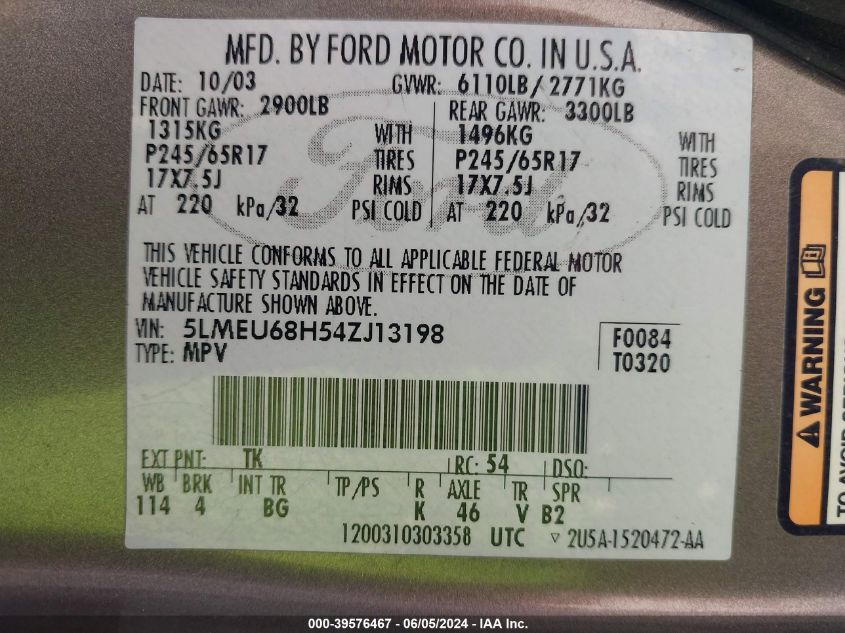 MFD. BY FORD MOTOR CO. IN U.S.A.
DATE: 10/03 GVWR: 6110LB/2771KG
FRONT GAWR: 2900LB REAR GAWR: 3300LB
1315KG WITH 1496KG WITH
P245/65R17 TIRES P245/65R17 TIRES
17X7.5J RIMS 17X7.5J RIMS
AT 220 kPa/32 PSI COLD AT 220 kPa/32 PSI COLD
Ford
THIS VEHICLE CONFORMS TO ALL APPLICABLE FEDERAL MOTOR
VEHICLE SAFETY STANDARDS IN EFFECT ON THE DATE OF
MANUFACTURE SHOWN ABOVE.
VIN: 5LMEU68H54ZJ13198 F0084
TYPE: MPV T0320
EXT PNT: TK RC: 54 DSO:
WB BRK INT TR TP/PS R AXLE TR SPR
114 4 BG K 46 V B2
1200310303358 UTC ▿ 2U5A-1520472-AA
WARNING
000-39576467 - 06/05/2024 - IAA Inc.